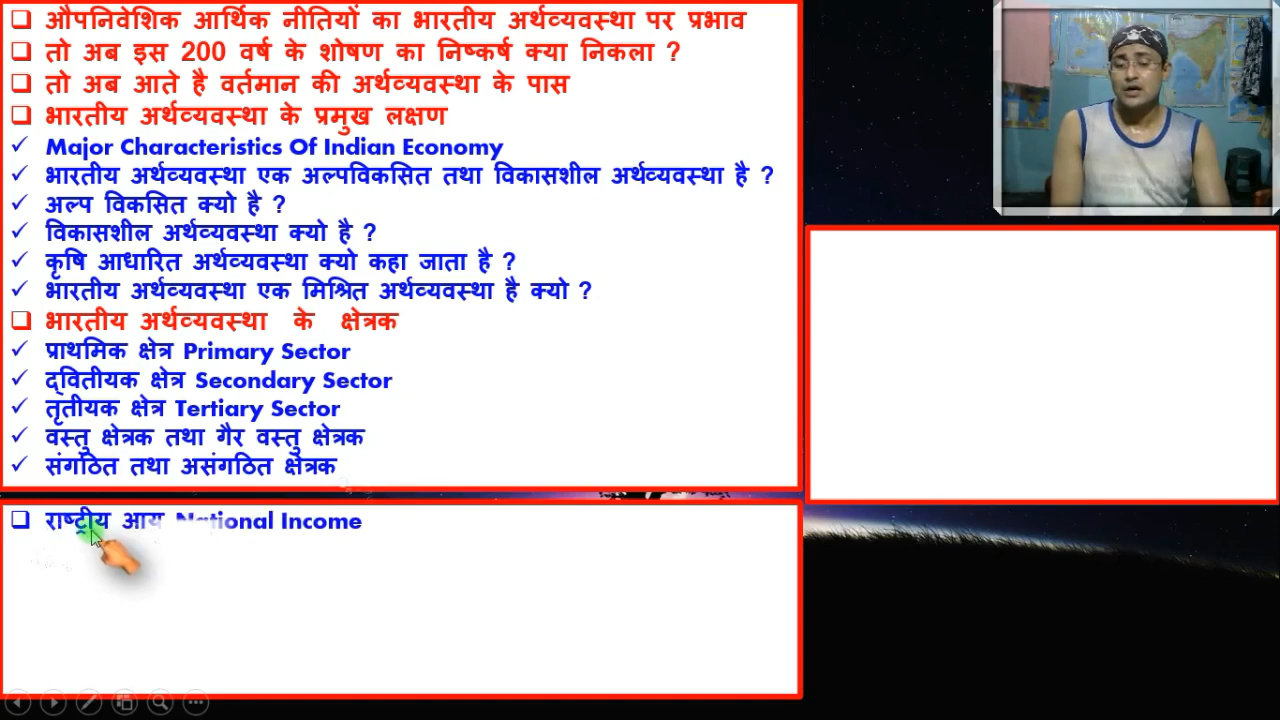 औपनिवेशिक आर्थिक नीतियों का भारतीय अर्थव्यवस्था पर प्रभाव
तो अब इस 200 वर्ष के शोषण का निष्कर्ष क्या निकला ?
तो अब आते है वर्तमान की अर्थव्यवस्था के पास
भारतीय अर्थव्यवस्था के प्रमुख लक्षण
Major Characteristics Of Indian Economy
भारतीय अर्थव्यवस्था एक अल्पविकसित तथा विकासशील अर्थव्यवस्था है ?
अल्प विकसित क्यो है ?
विकासशील अर्थव्यवस्था क्यो है ?
कृषि आधारित अर्थव्यवस्था क्यो कहा जाता है ?
भारतीय अर्थव्यवस्था एक मिश्रित अर्थव्यवस्था है क्यो ?
भारतीय अर्थव्यवस्था के क्षेत्रक
प्राथमिक क्षेत्र Primary Sector
द्वितीयक क्षेत्र Secondary Sector
तृतीयक क्षेत्र Tertiary Sector
वस्तु क्षेत्रक तथा गैर वस्तु क्षेत्रक
संगठित तथा असंगठित क्षेत्रक
राष्ट्रीय आय National Income